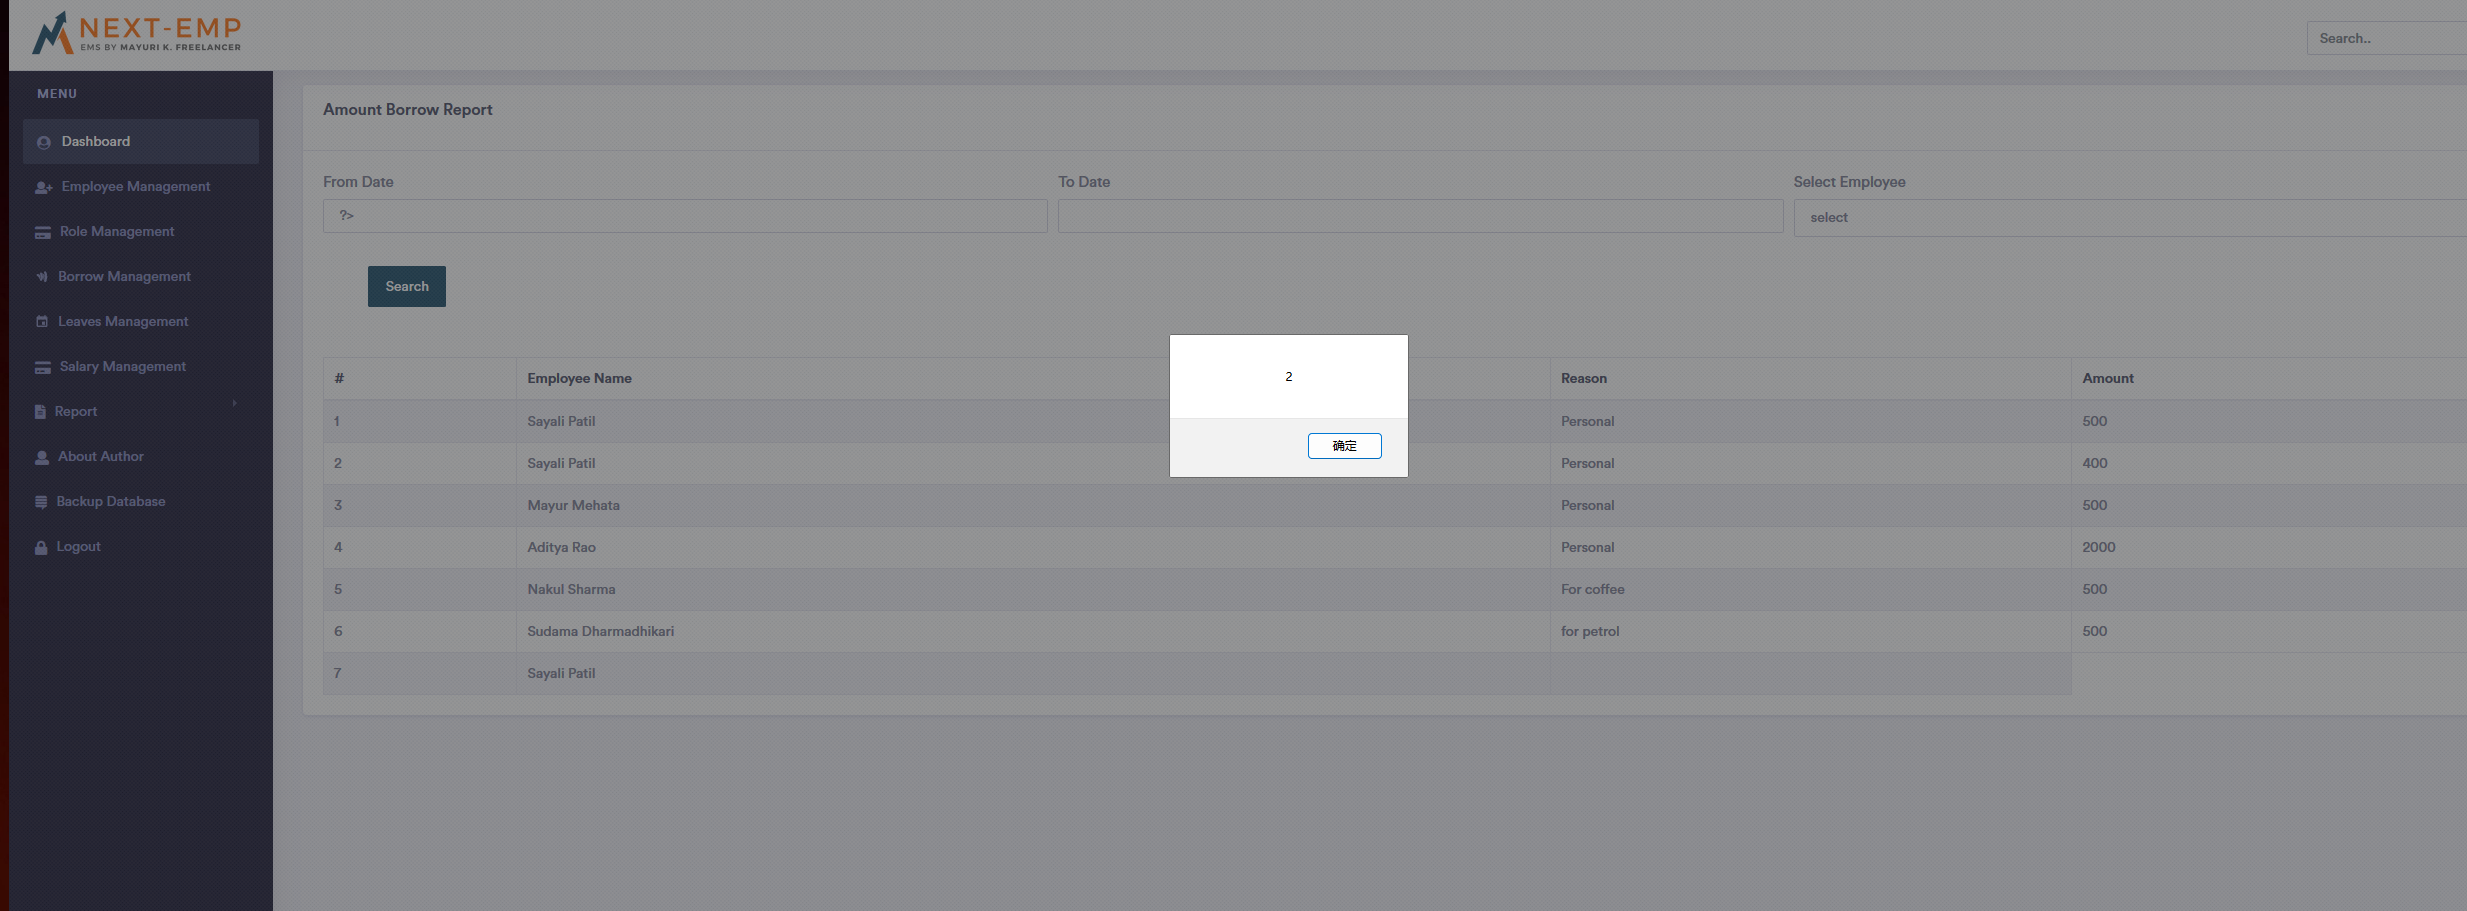 NEXT-EMP
EMS BY MAYURI K. FREELANCER
Search..
MENU
Dashboard
Employee Management
Role Management
Borrow Management
Leaves Management
Salary Management
Report
About Author
Backup Database
Logout
Amount Borrow Report
From Date To Date Select Employee
?> select
Search
# Employee Name Reason Amount
1 Sayali Patil Personal 500
2 Sayali Patil Personal 400
3 Mayur Mehata Personal 500
4 Aditya Rao Personal 2000
5 Nakul Sharma For coffee 500
6 Sudama Dharmadhikari for petrol 500
7 Sayali Patil
2
确定